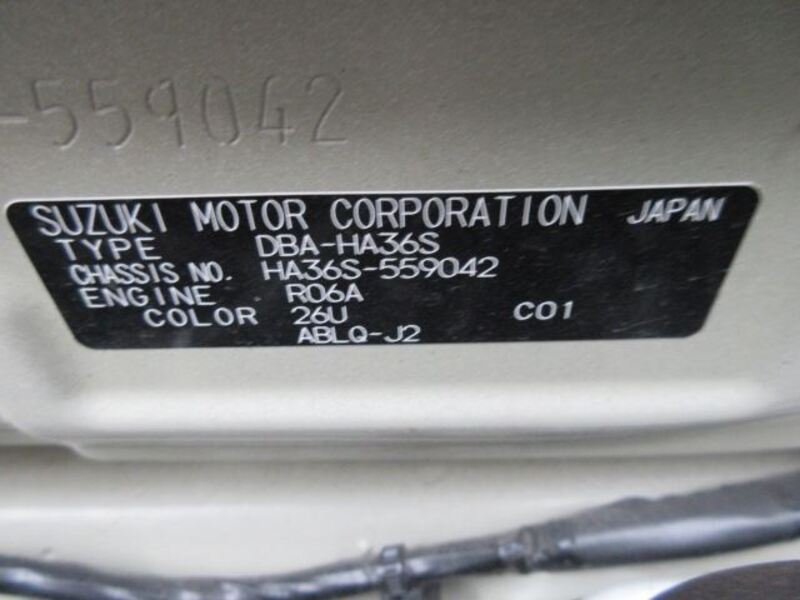 -559042
SUZUKI MOTOR CORPORATION JAPAN
TYPE DBA-HA36S
CHASSIS NO. HA36S-559042
ENGINE R06A
COLOR 26U C01
ABLQ-J2